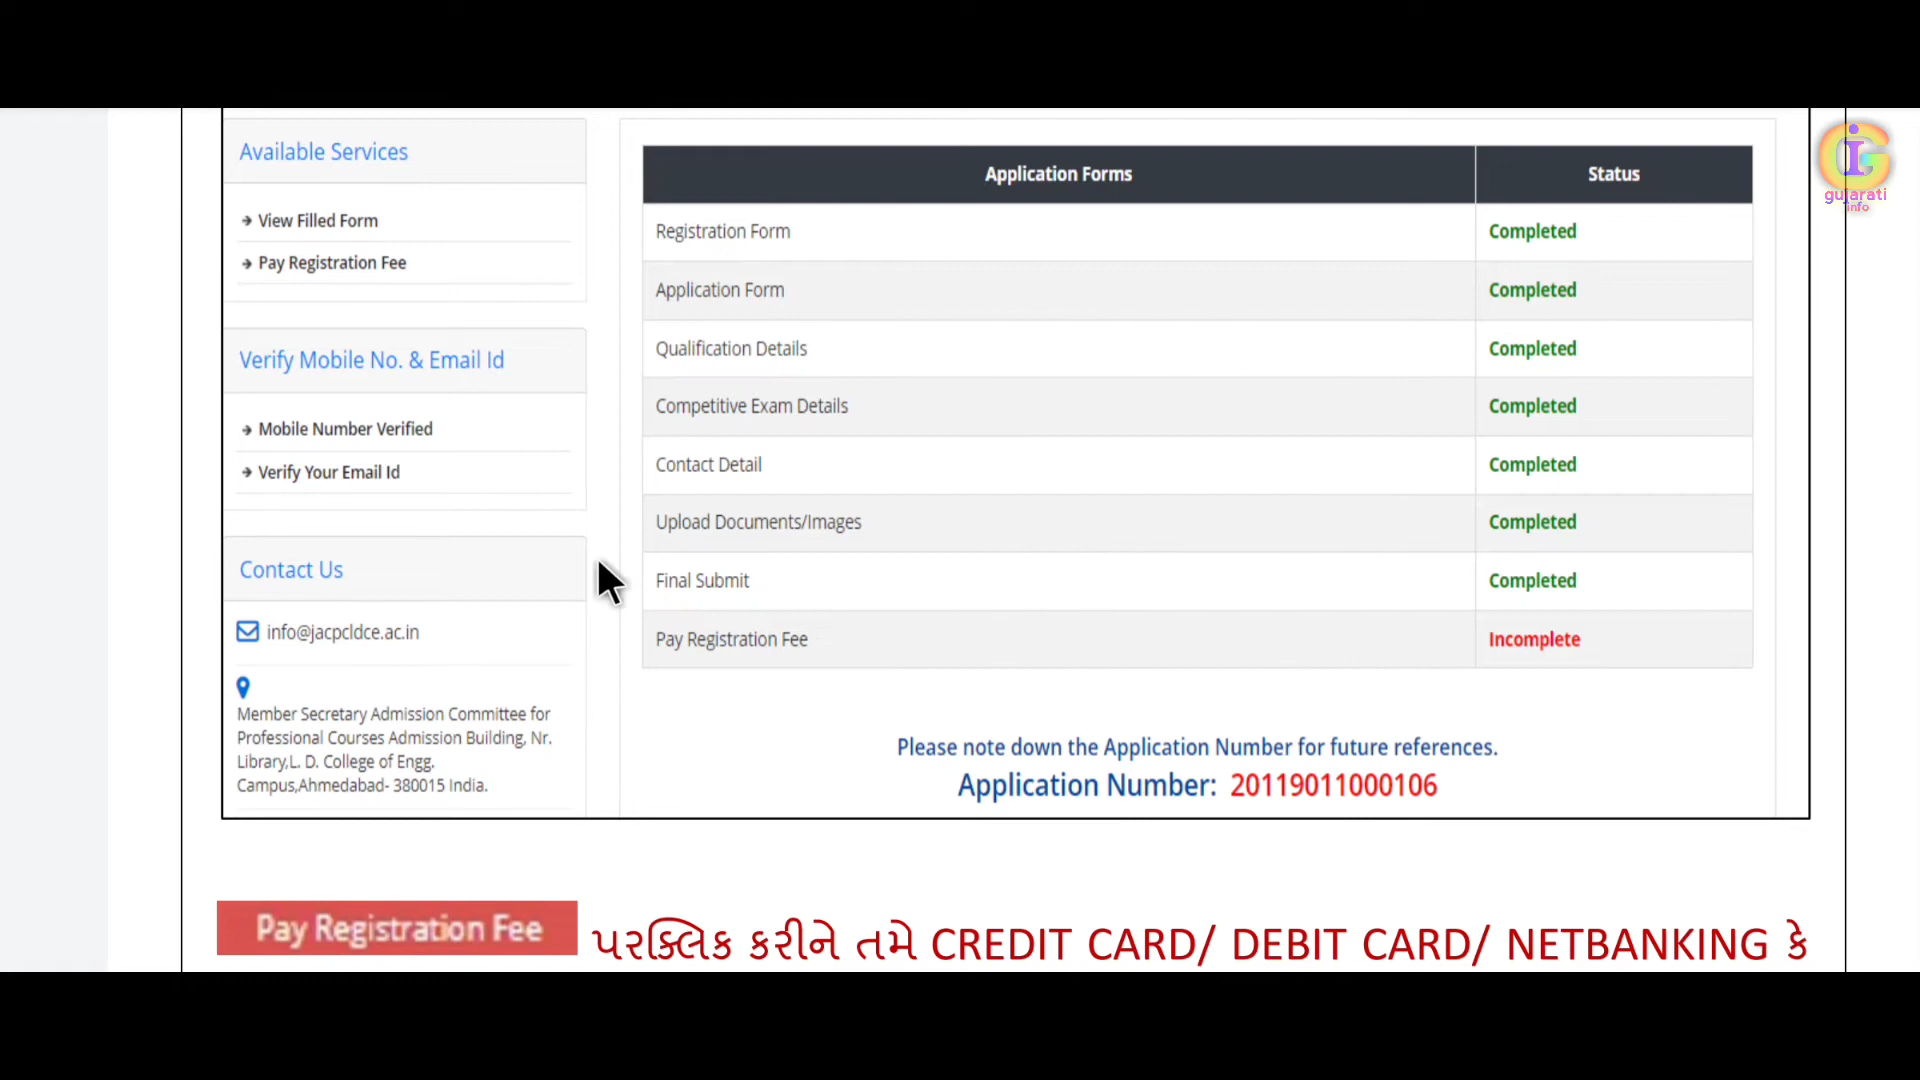 Available Services
View Filled Form
Pay Registration Fee
Verify Mobile No. & Email Id
Mobile Number Verified
Verify Your Email Id
Contact Us
info@jacpcldce.ac.in
Member Secretary Admission Committee for
Professional Courses Admission Building, Nr.
Library,L. D. College of Engg.
Campus,Ahmedabad- 380015 India.
Application Forms Status
Registration Form Completed
Application Form Completed
Qualification Details Completed
Competitive Exam Details Completed
Contact Detail Completed
Upload Documents/Images Completed
Final Submit Completed
Pay Registration Fee Incomplete
Please note down the Application Number for future references.
Application Number: 20119011000106
gujarati
info
Pay Registration Fee પરક્લિક કરીને તમે CREDIT CARD/ DEBIT CARD/ NETBANKING કે